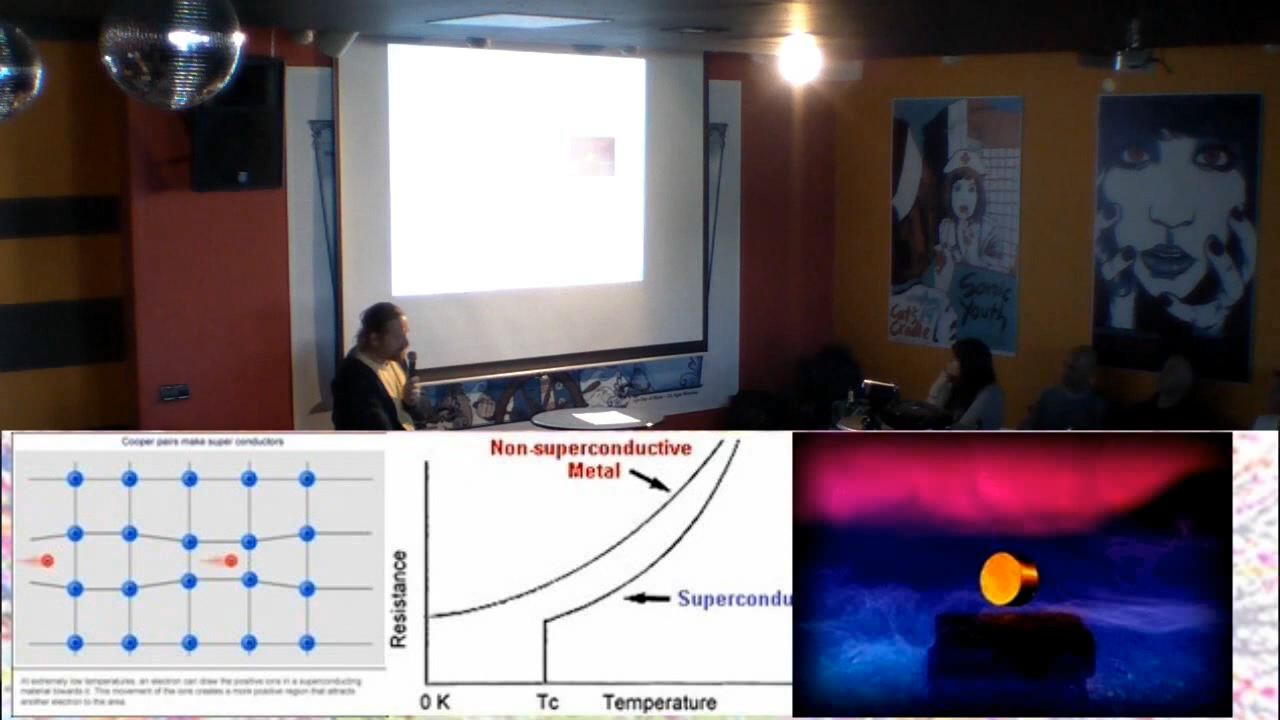 Sonic
Youth
Cat's
Cradle
Cooper pairs make super conductors
At extremely low temperatures, an electron can draw the positive ions in a superconducting
material towards it. This movement of the ions creates a more positive region that attracts
another electron to the area.
Non-superconductive
Metal
Resistance
Supercondu
0 K
Tc
Temperature